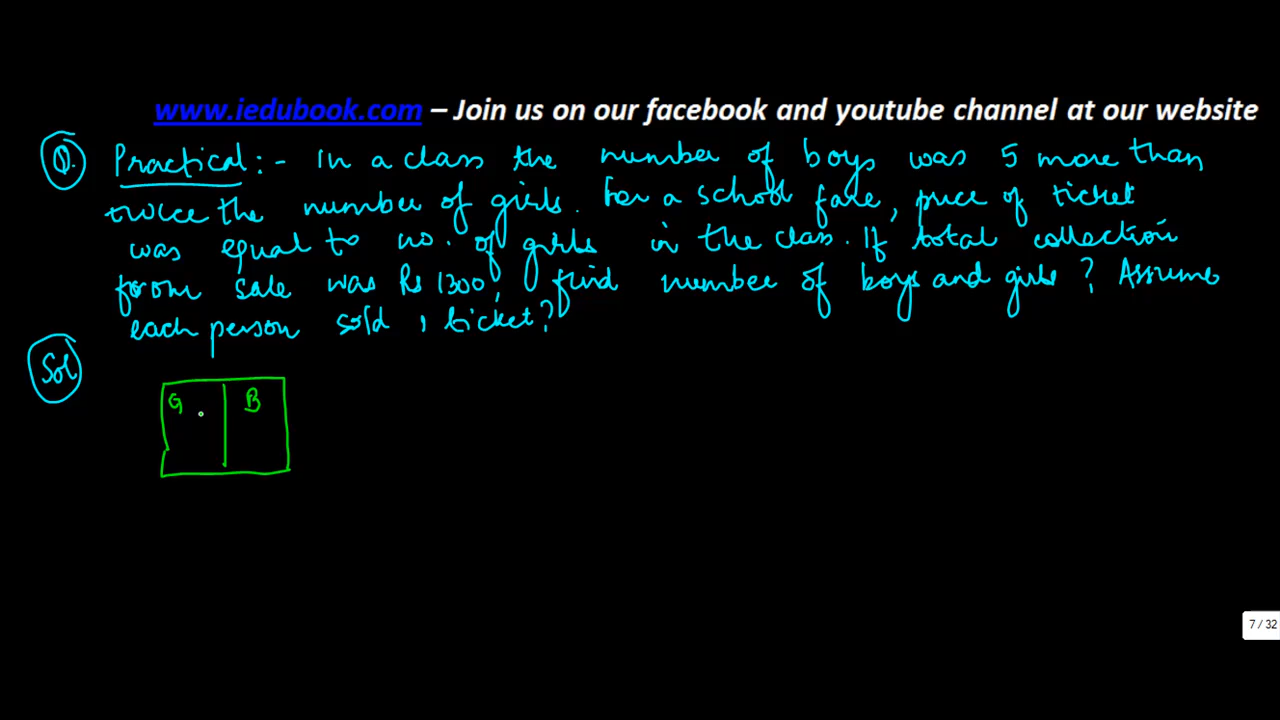 www.iedubook.com – Join us on our facebook and youtube channel at our website
Q. Practical :- In a class the number of boys was 5 more than
twice the number of girls. For a school fare, price of ticket
was equal to no. of girls in the class. If total collection
from sale was Rs 1300, find number of boys and girls ? Assume
each person sold 1 ticket?
Sol
G B
7 / 32